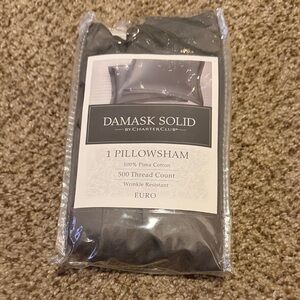 DAMASK SOLID
BY CHARTER CLUB®
1 PILLOWSHAM
100% Pima Cotton
500 Thread Count
Wrinkle Resistant
EURO